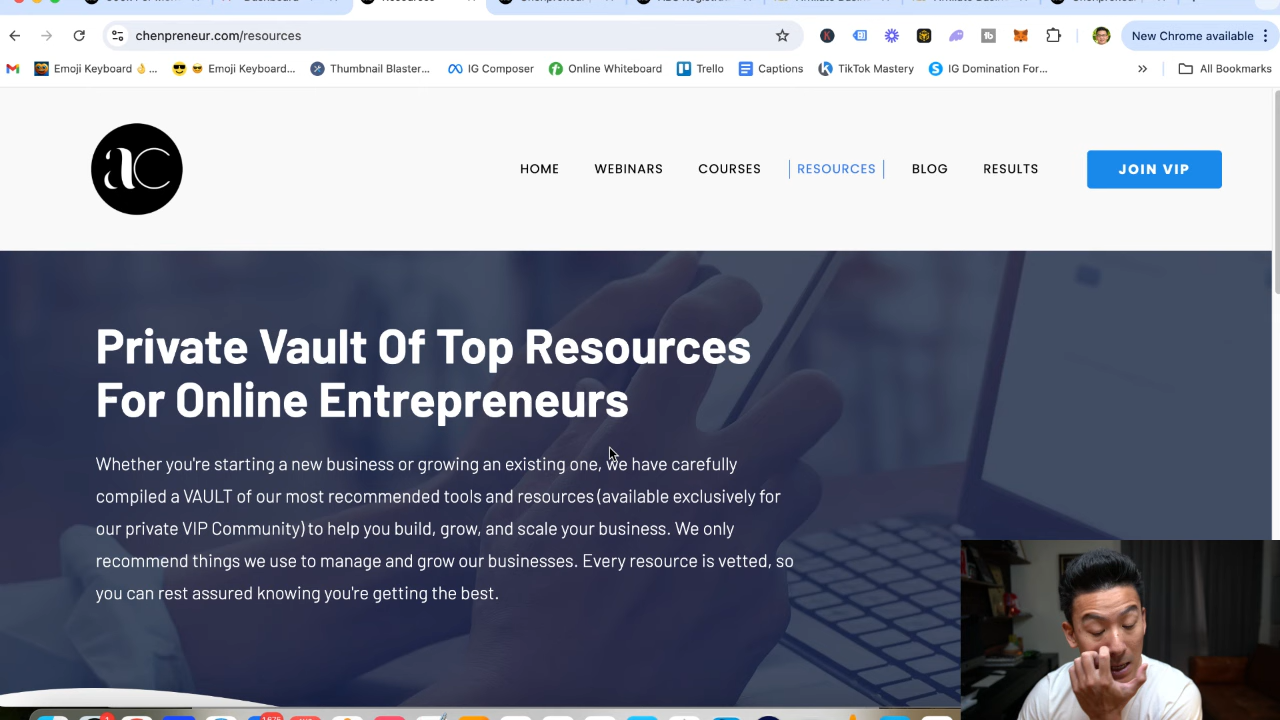 Resources
chenpreneur.com/resources
New Chrome available
Emoji Keyboard 👌 ...
😎 Emoji Keyboard...
Thumbnail Blaster...
IG Composer
Online Whiteboard
Trello
Captions
TikTok Mastery
IG Domination For...
»
All Bookmarks
ac
HOME
WEBINARS
COURSES
RESOURCES
BLOG
RESULTS
JOIN VIP
Private Vault Of Top Resources
For Online Entrepreneurs
Whether you're starting a new business or growing an existing one, we have carefully
compiled a VAULT of our most recommended tools and resources (available exclusively for
our private VIP Community) to help you build, grow, and scale your business. We only
recommend things we use to manage and grow our businesses. Every resource is vetted, so
you can rest assured knowing you're getting the best.